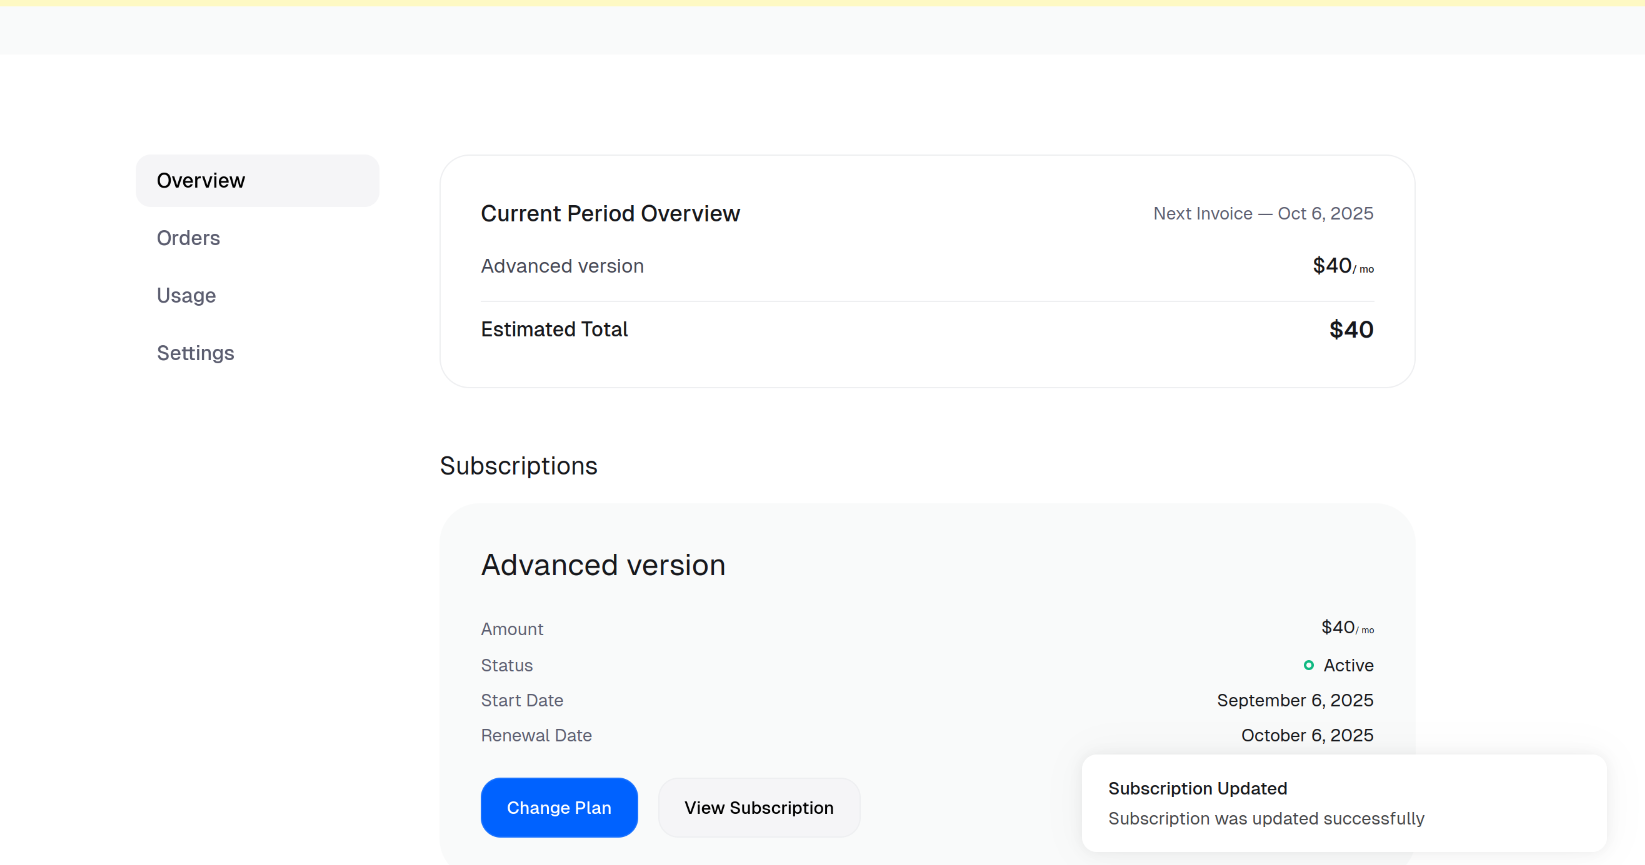 Overview
Orders
Usage
Settings
Current Period Overview
Next Invoice — Oct 6, 2025
Advanced version
$40/ mo
Estimated Total
$40
Subscriptions
Advanced version
Amount
$40/ mo
Status
Active
Start Date
September 6, 2025
Renewal Date
October 6, 2025
Change Plan
View Subscription
Subscription Updated
Subscription was updated successfully